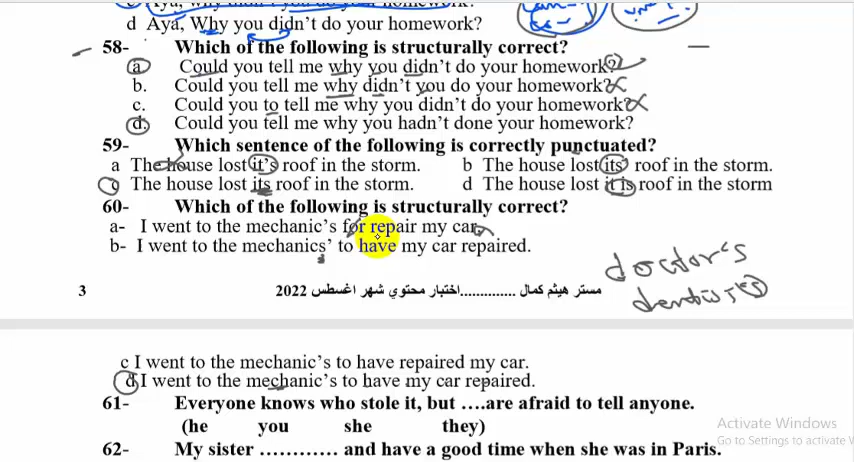 d Aya, Why you didn't do your homework?
58- Which of the following is structurally correct?
a Could you tell me why you didn't do your homework?
b. Could you tell me why didn't you do your homework?
c. Could you to tell me why you didn't do your homework?
d. Could you tell me why you hadn't done your homework?
59- Which sentence of the following is correctly punctuated?
a The house lost it's roof in the storm. b The house lost its' roof in the storm.
c The house lost its roof in the storm. d The house lost it is roof in the storm
60- Which of the following is structurally correct?
a- I went to the mechanic's for repair my car.
b- I went to the mechanics' to have my car repaired.
doctor's
3 اختبار محتوي شهر اغسطس 2022..............مستر هيثم كمال
c I went to the mechanic's to have repaired my car.
d I went to the mechanic's to have my car repaired.
61- Everyone knows who stole it, but ….are afraid to tell anyone.
(he you she they)
62- My sister ………… and have a good time when she was in Paris.
Activate Windows
Go to Settings to activate